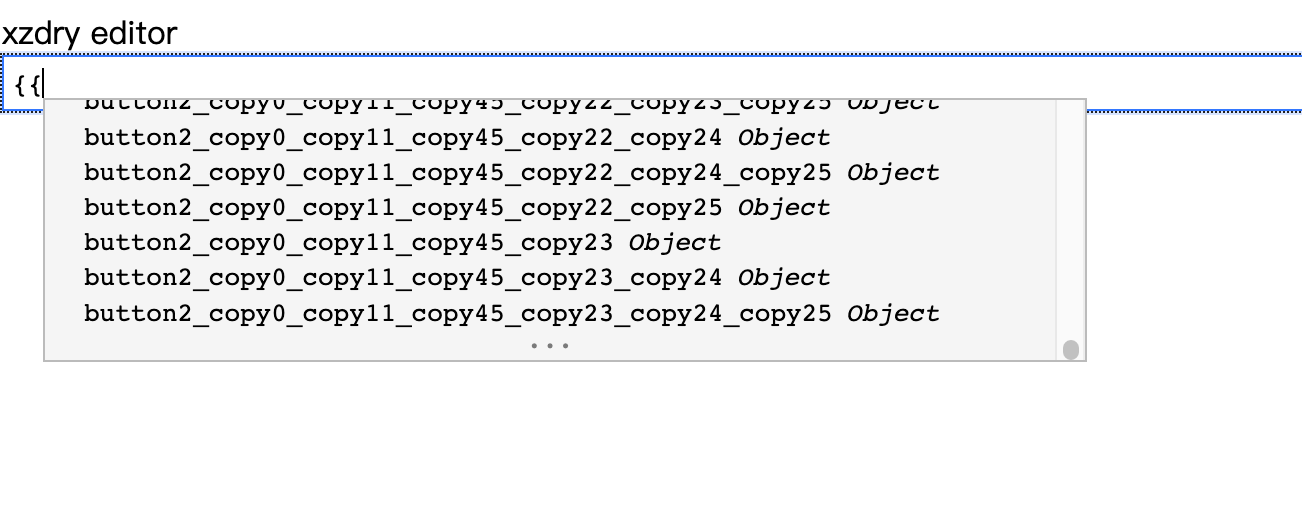 xzdry editor
{{
button2_copy0_copy11_copy45_copy22_copy23_copy25 Object
button2_copy0_copy11_copy45_copy22_copy24 Object
button2_copy0_copy11_copy45_copy22_copy24_copy25 Object
button2_copy0_copy11_copy45_copy22_copy25 Object
button2_copy0_copy11_copy45_copy23 Object
button2_copy0_copy11_copy45_copy23_copy24 Object
button2_copy0_copy11_copy45_copy23_copy24_copy25 Object
...